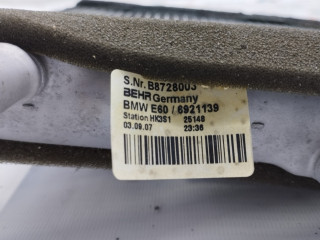 S.Nr. B8728003
BEHR Germany
BMW E60 / 6921139
Station HK3S1 25148
03.09.07 23:36